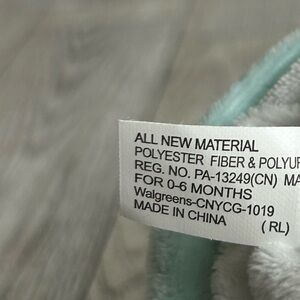 ALL NEW MATERIAL
POLYESTER FIBER & POLYUR
REG. NO. PA-13249(CN) MA
FOR 0-6 MONTHS
Walgreens-CNYCG-1019
MADE IN CHINA (RL)